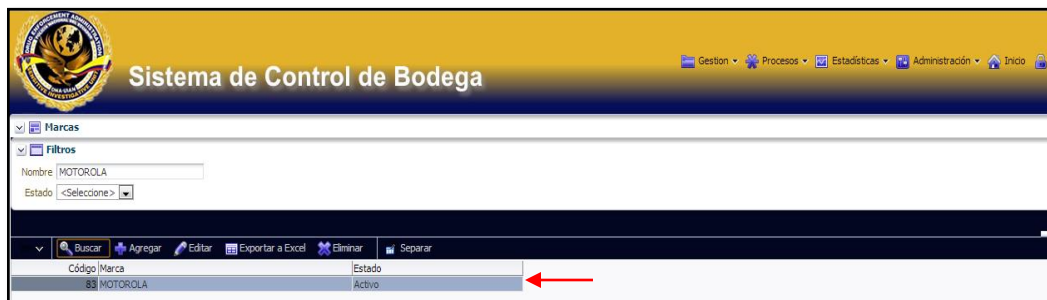 Sistema de Control de Bodega
Gestion Procesos Estadísticas Administración Inicio
Marcas
Filtros
Nombre MOTOROLA
Estado <Seleccione>
Buscar Agregar Editar Exportar a Excel Eliminar Separar
Código Marca Estado
83 MOTOROLA Activo